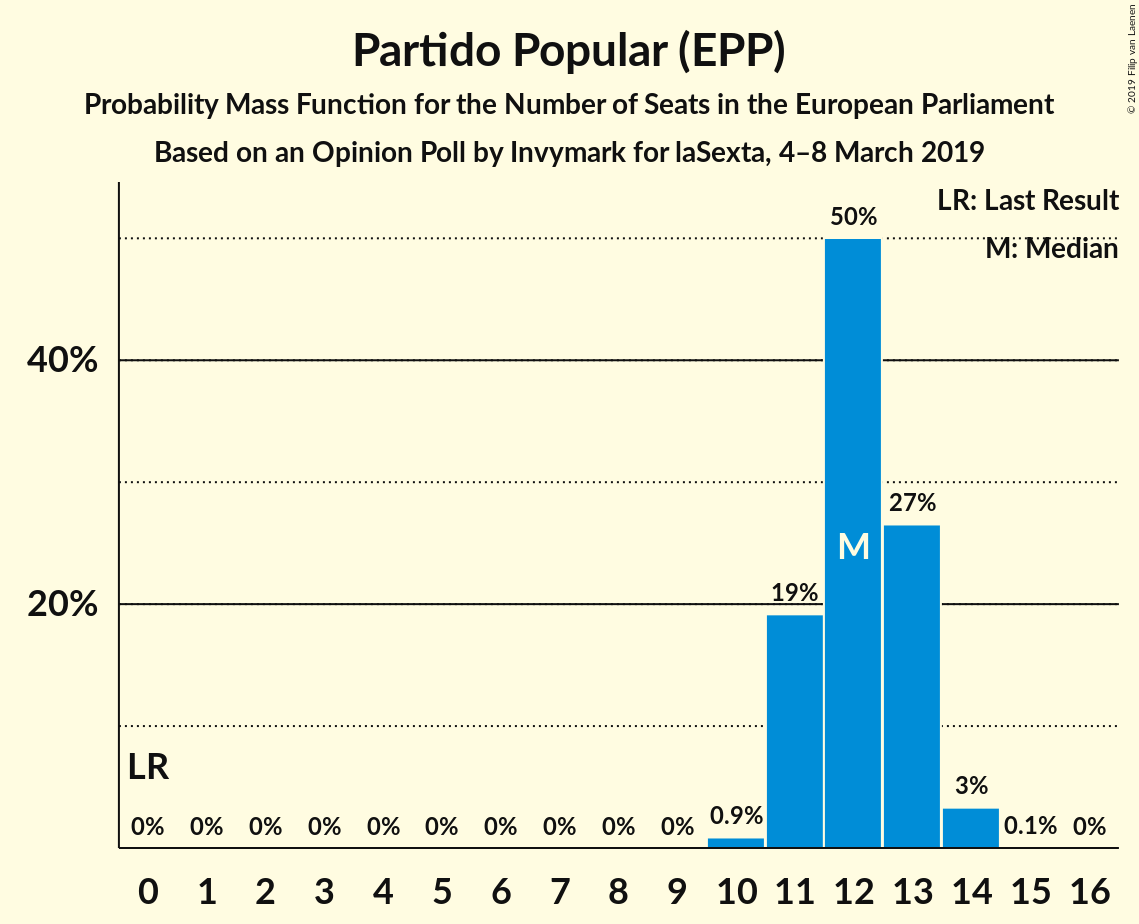 Partido Popular (EPP)
Probability Mass Function for the Number of Seats in the European Parliament
Based on an Opinion Poll by Invymark for laSexta, 4–8 March 2019
© 2019 Filip van Laenen
LR: Last Result
M: Median
50%
40%
27%
M
19%
20%
LR
3%
0% 0% 0% 0% 0% 0% 0% 0% 0% 0% 0.9% 0.1% 0%
0 1 2 3 4 5 6 7 8 9 10 11 12 13 14 15 16